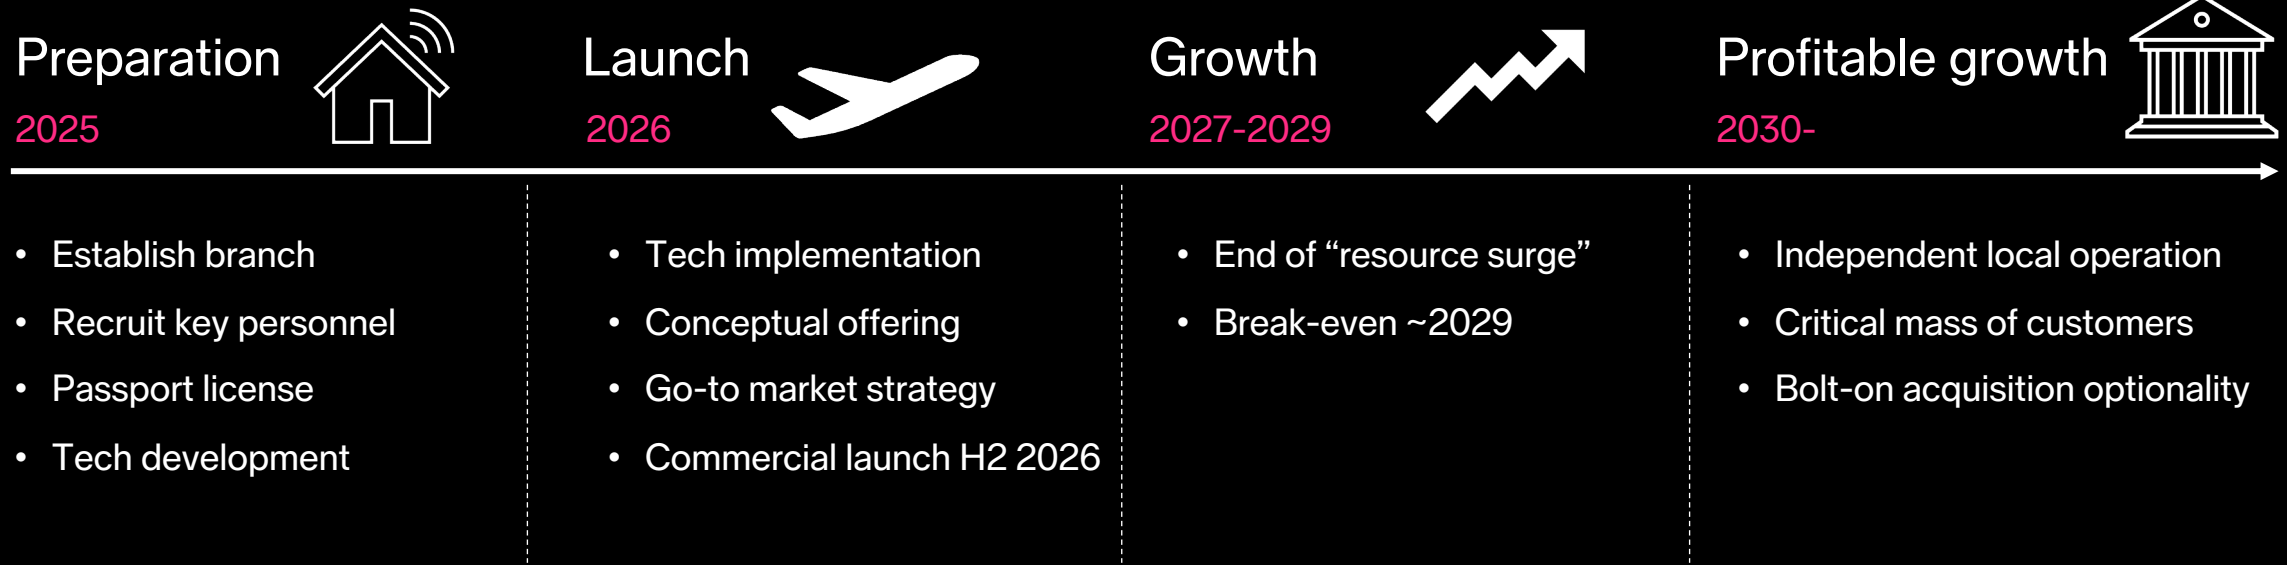 Preparation
2025
• Establish branch
• Recruit key personnel
• Passport license
• Tech development
Launch
2026
• Tech implementation
• Conceptual offering
• Go-to market strategy
• Commercial launch H2 2026
Growth
2027-2029
• End of “resource surge”
• Break-even ~2029
Profitable growth
2030-
• Independent local operation
• Critical mass of customers
• Bolt-on acquisition optionality